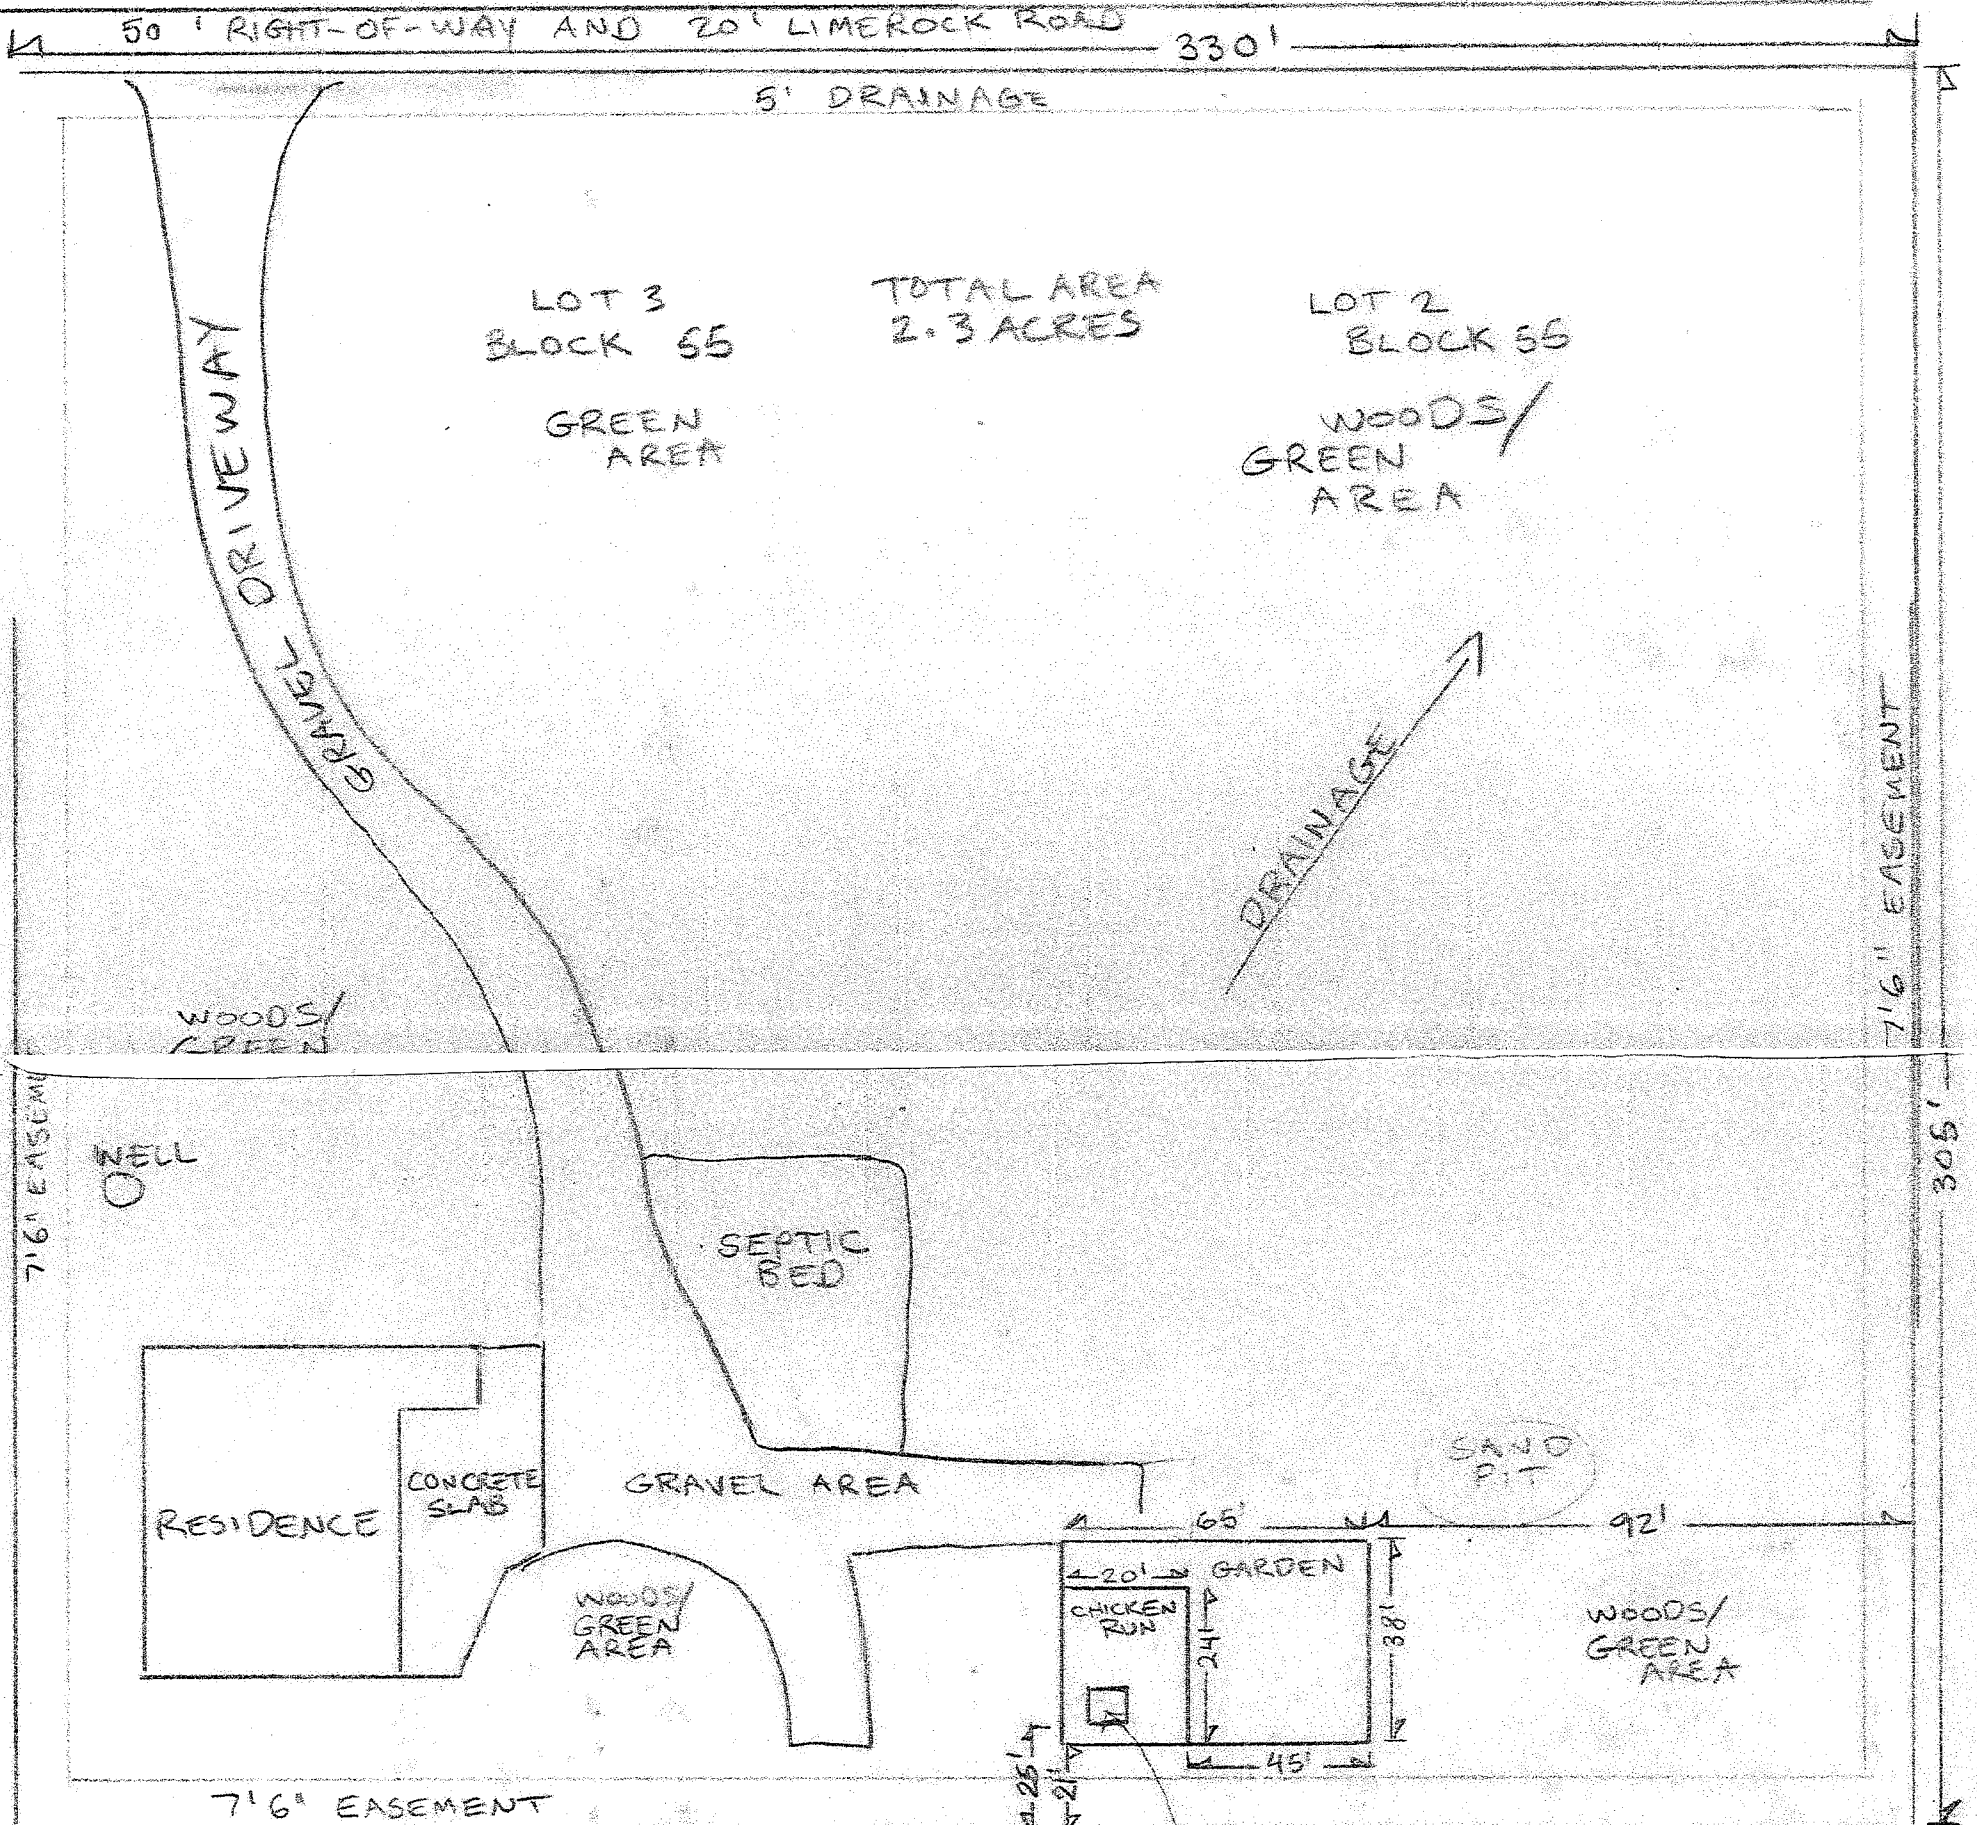 50' RIGHT-OF-WAY AND 20' LIMEROCK ROAD
330'
5' DRAINAGE
LOT 3
BLOCK 55
TOTAL AREA
2.3 ACRES
LOT 2
BLOCK 55
GREEN
AREA
WOODS/
GREEN
AREA
GRAVEL DRIVEWAY
DRAINAGE
7'6" EASEMENT
WOODS/
GREEN
305'
7'6" EASEME
WELL
SEPTIC
BED
SAND
PIT
CONCRETE
SLAB
GRAVEL AREA
RESIDENCE
65'
92'
20'
GARDEN
CHICKEN
RUN
24'
38'
WOODS/
GREEN
AREA
WOODS/
GREEN
AREA
45'
25'
21'
7'6" EASEMENT